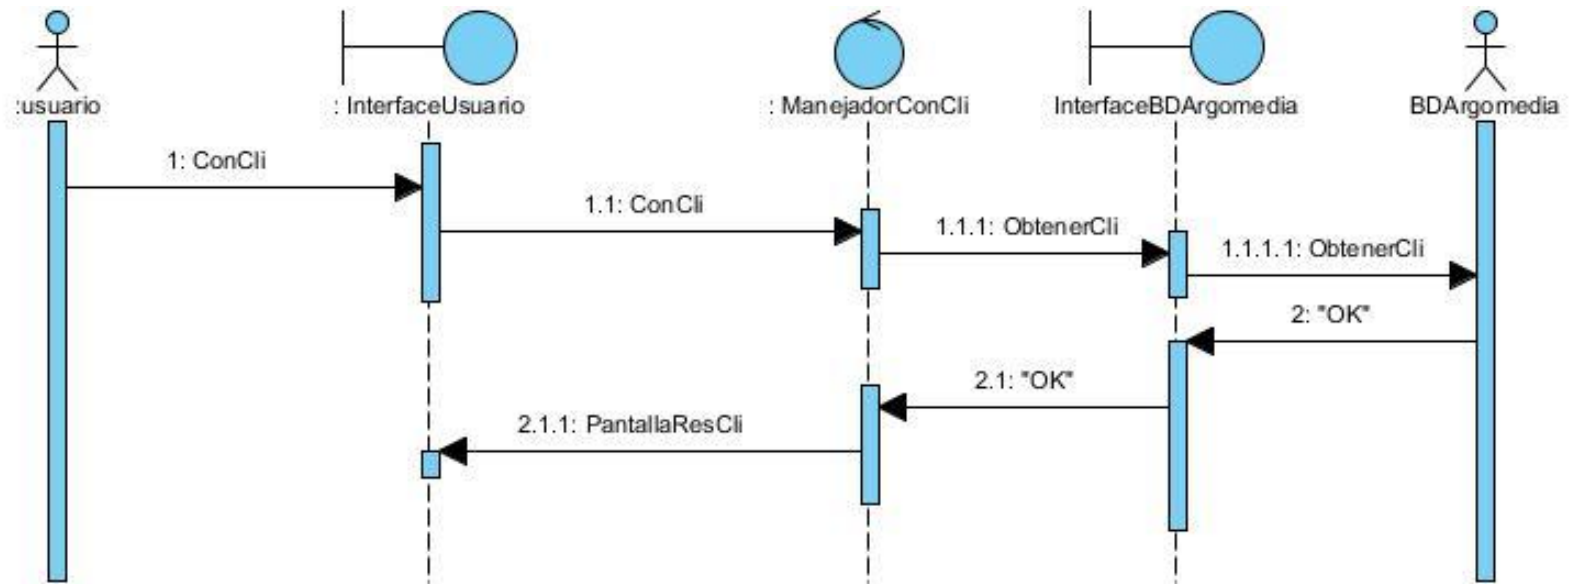 :usuario
: InterfaceUsuario
: ManejadorConCli
InterfaceBDArgomedia
BDArgomedia
1: ConCli
1.1: ConCli
1.1.1: ObtenerCli
1.1.1.1: ObtenerCli
2: "OK"
2.1: "OK"
2.1.1: PantallaResCli